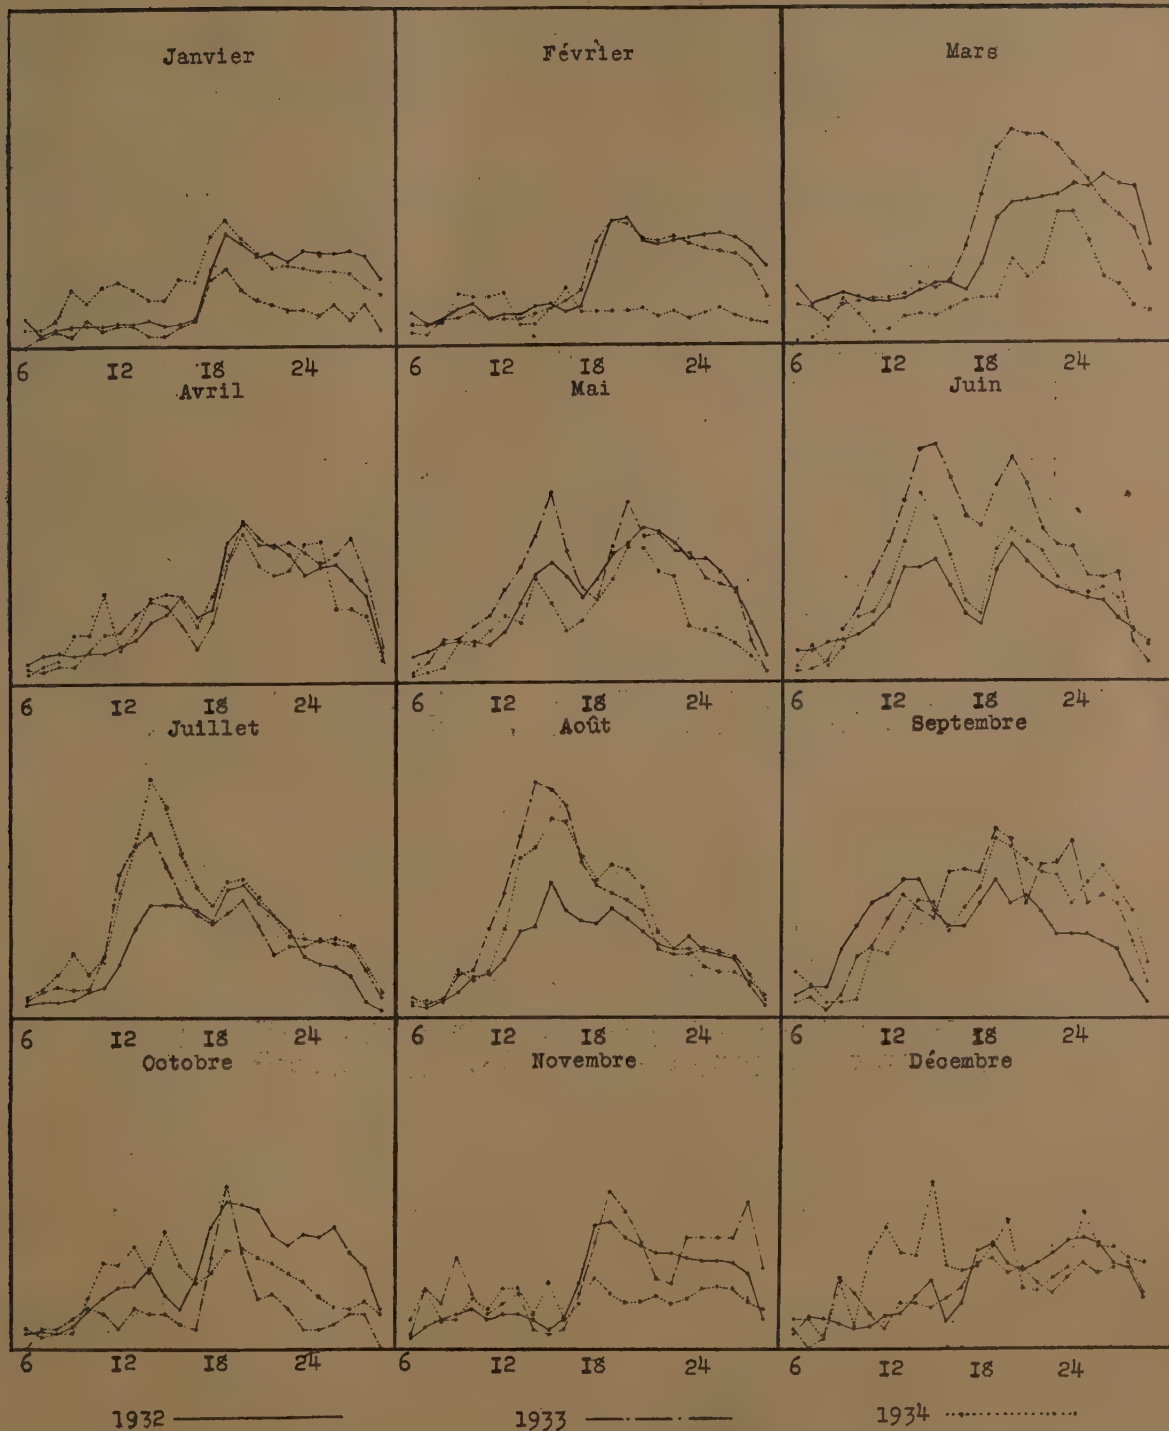 Janvier Février Mars
6 I2 I8 24 6 I2 I8 24 6 I2 I8 24
Avril Mai Juin
6 I2 I8 24 6 I2 I8 24 6 I2 I8 24
Juillet Août Septembre
6 I2 I8 24 6 I2 I8 24 6 I2 I8 24
Octobre Novembre Décembre
6 I2 I8 24 6 I2 I8 24 6 I2 I8 24
1932 1933 1934